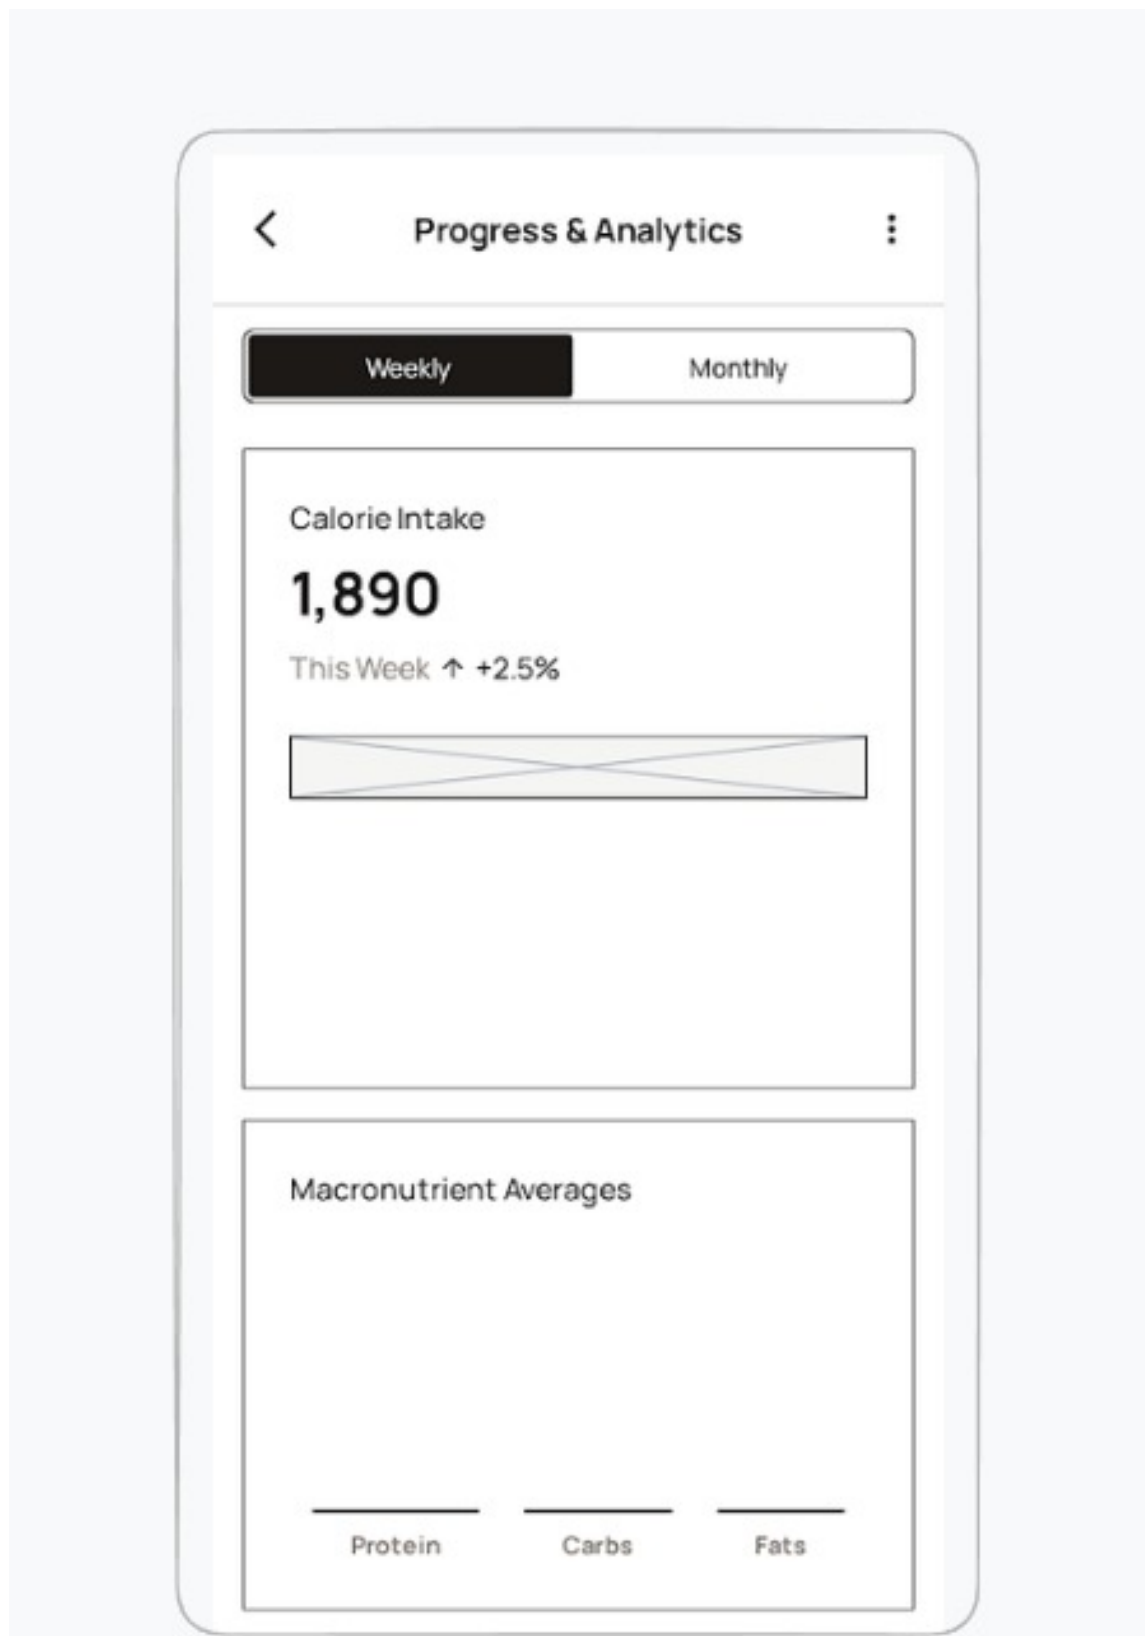 Progress & Analytics
Weekly Monthly
Calorie Intake
1,890
This Week ↑ +2.5%
Macronutrient Averages
Protein Carbs Fats